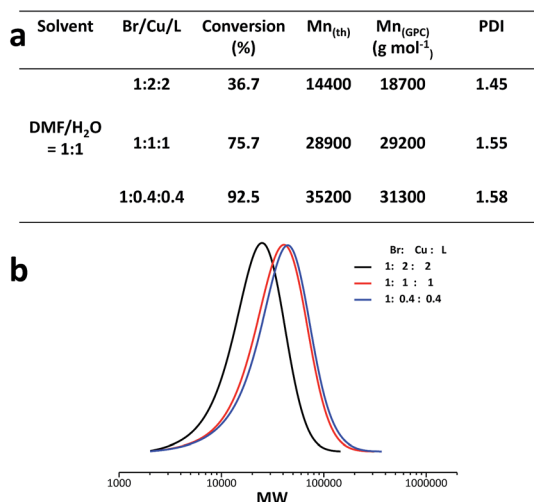 a
Solvent Br/Cu/L Conversion (%) Mn(th) Mn(GPC) (g mol-1) PDI
1:2:2 36.7 14400 18700 1.45
DMF/H2O = 1:1 1:1:1 75.7 28900 29200 1.55
1:0.4:0.4 92.5 35200 31300 1.58
b
Br: Cu : L
1: 2 : 2
1: 1 : 1
1: 0.4 : 0.4
1000 10000 100000 1000000
MW